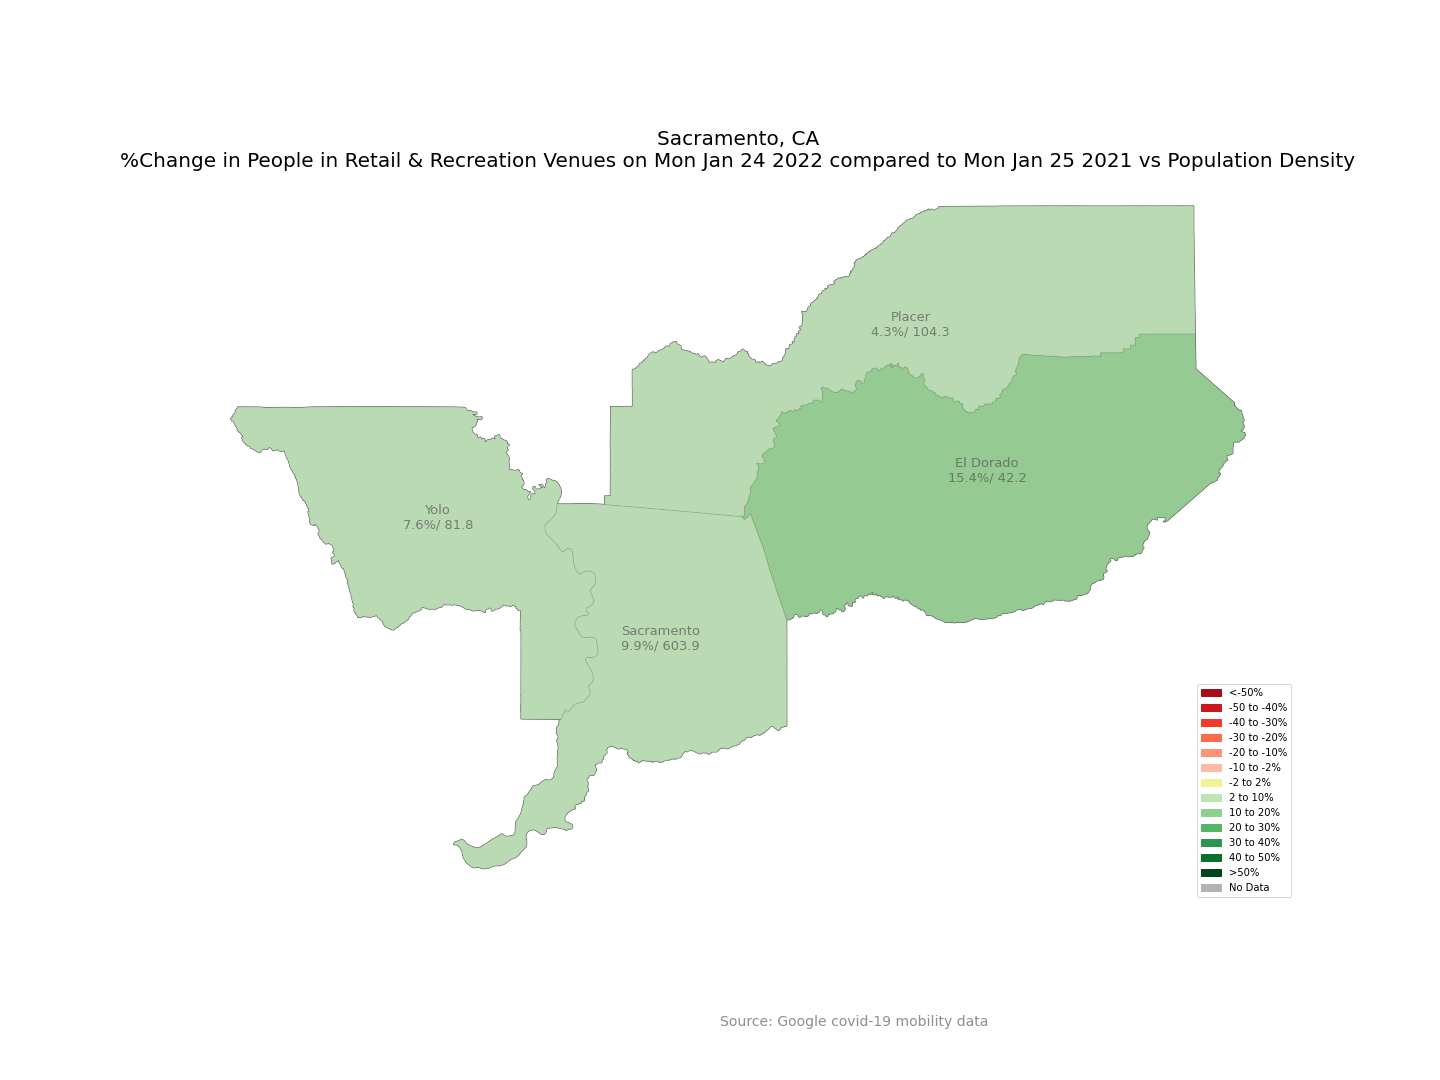 Sacramento, CA
%Change in People in Retail & Recreation Venues on Mon Jan 24 2022 compared to Mon Jan 25 2021 vs Population Density
Placer
4.3%/ 104.3
El Dorado
15.4%/ 42.2
Yolo
7.6%/ 81.8
Sacramento
9.9%/ 603.9
<-50%
-50 to -40%
-40 to -30%
-30 to -20%
-20 to -10%
-10 to -2%
-2 to 2%
2 to 10%
10 to 20%
20 to 30%
30 to 40%
40 to 50%
>50%
No Data
Source: Google covid-19 mobility data